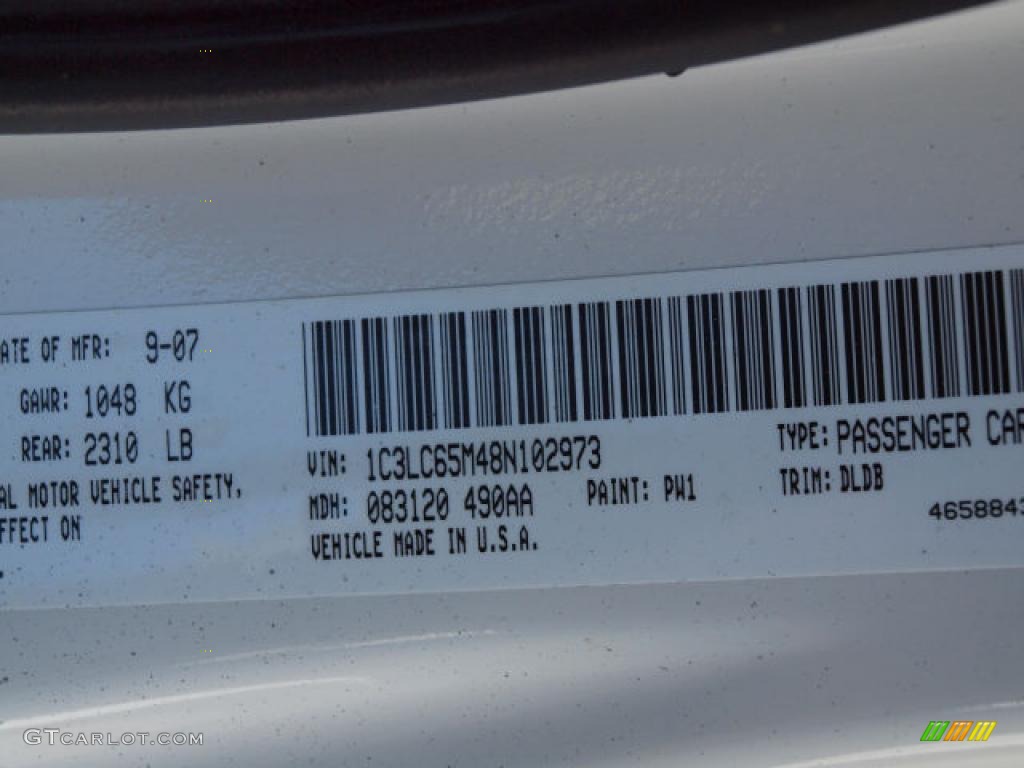 ATE OF MFR: 9-07
GAWR: 1048 KG
REAR: 2310 LB
AL MOTOR VEHICLE SAFETY,
FFECT ON
VIN: 1C3LC65M48N102973
MDH: 083120 490AA
PAINT: PW1
VEHICLE MADE IN U.S.A.
TYPE: PASSENGER CAR
TRIM: DLDB
4658843
GTCARLOT.COM